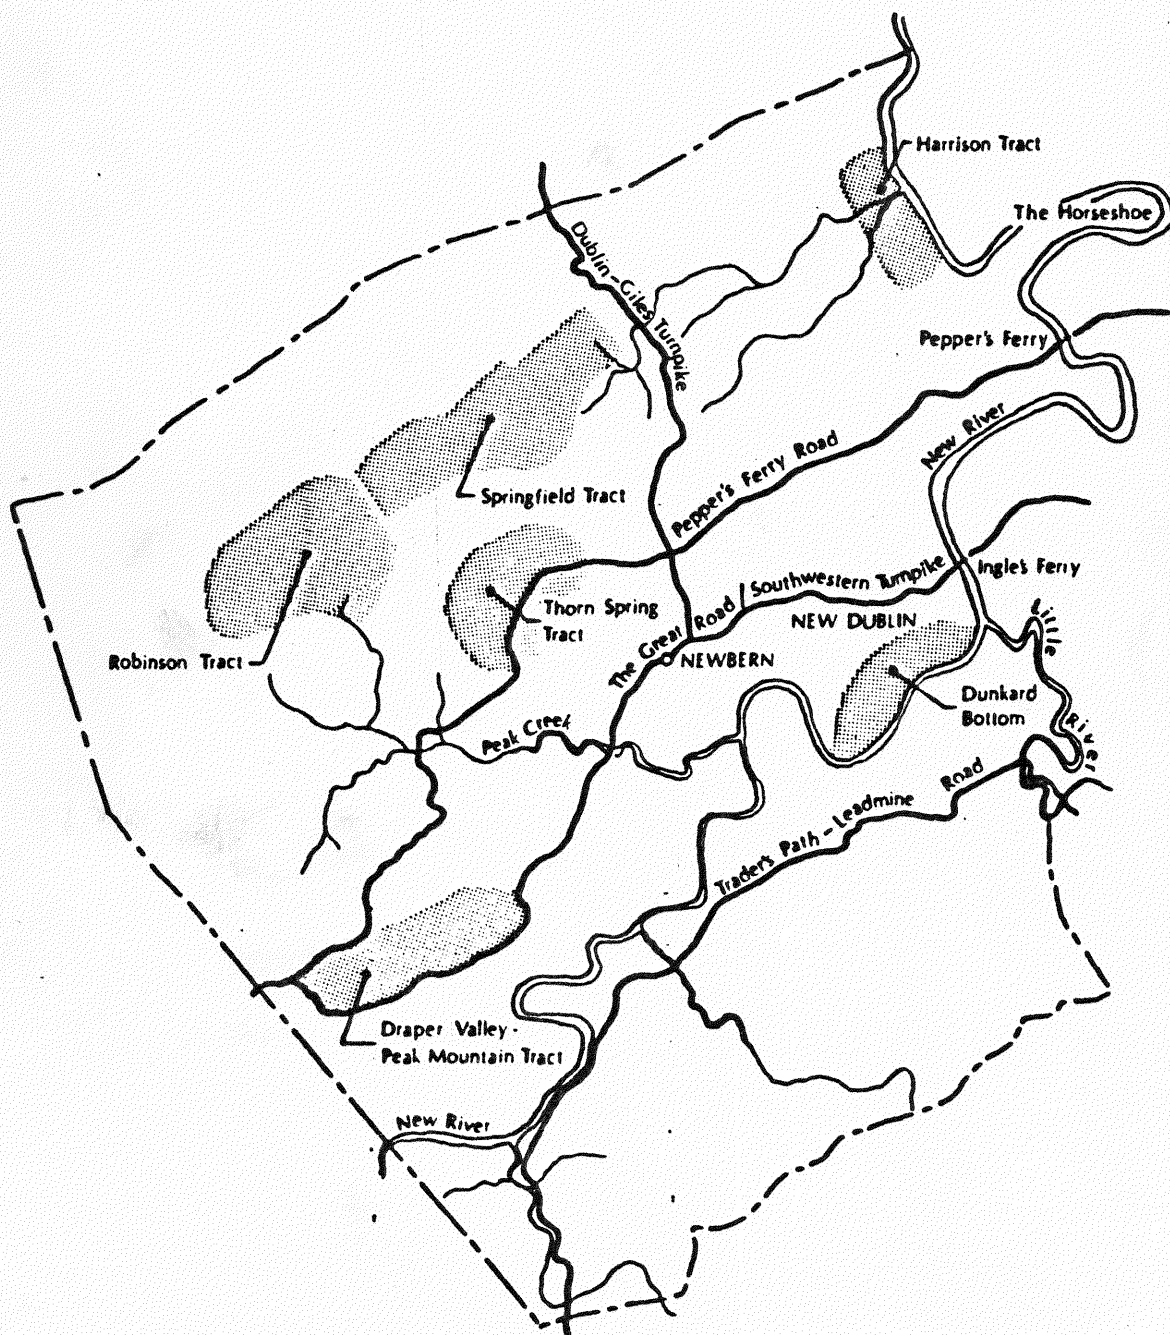 Harrison Tract
The Horseshoe
Dublin-Giles Turnpike
Pepper's Ferry
New River
Pepper's Ferry Road
Springfield Tract
Southwestern Turnpike
Ingle's Ferry
Thorn Spring
Tract
The Great Road
NEW DUBLIN
Little River
Robinson Tract
NEWBERN
Dunkard
Bottom
Peak Creek
Trader's Path-Leadmine Road
Draper Valley-
Peak Mountain Tract
New River